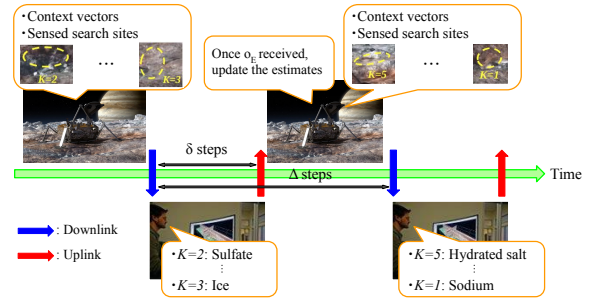 ・Context vectors
・Sensed search sites
K=2
...
K=3
Once o_E received,
update the estimates
・Context vectors
・Sensed search sites
K=5
...
K=1
δ steps
Δ steps
Time
: Downlink
: Uplink
・K=2: Sulfate
⋮
・K=3: Ice
・K=5: Hydrated salt
⋮
・K=1: Sodium